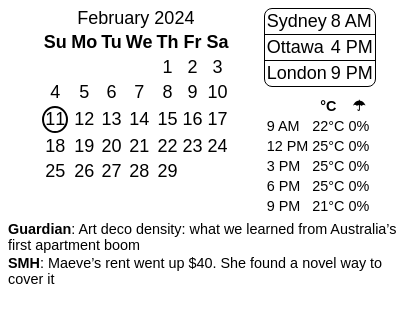 February 2024
Su Mo Tu We Th Fr Sa
1 2 3
4 5 6 7 8 9 10
11 12 13 14 15 16 17
18 19 20 21 22 23 24
25 26 27 28 29
Sydney 8 AM
Ottawa 4 PM
London 9 PM
°C ☂
9 AM 22°C 0%
12 PM 25°C 0%
3 PM 25°C 0%
6 PM 25°C 0%
9 PM 21°C 0%
Guardian: Art deco density: what we learned from Australia’s
first apartment boom
SMH: Maeve’s rent went up $40. She found a novel way to
cover it